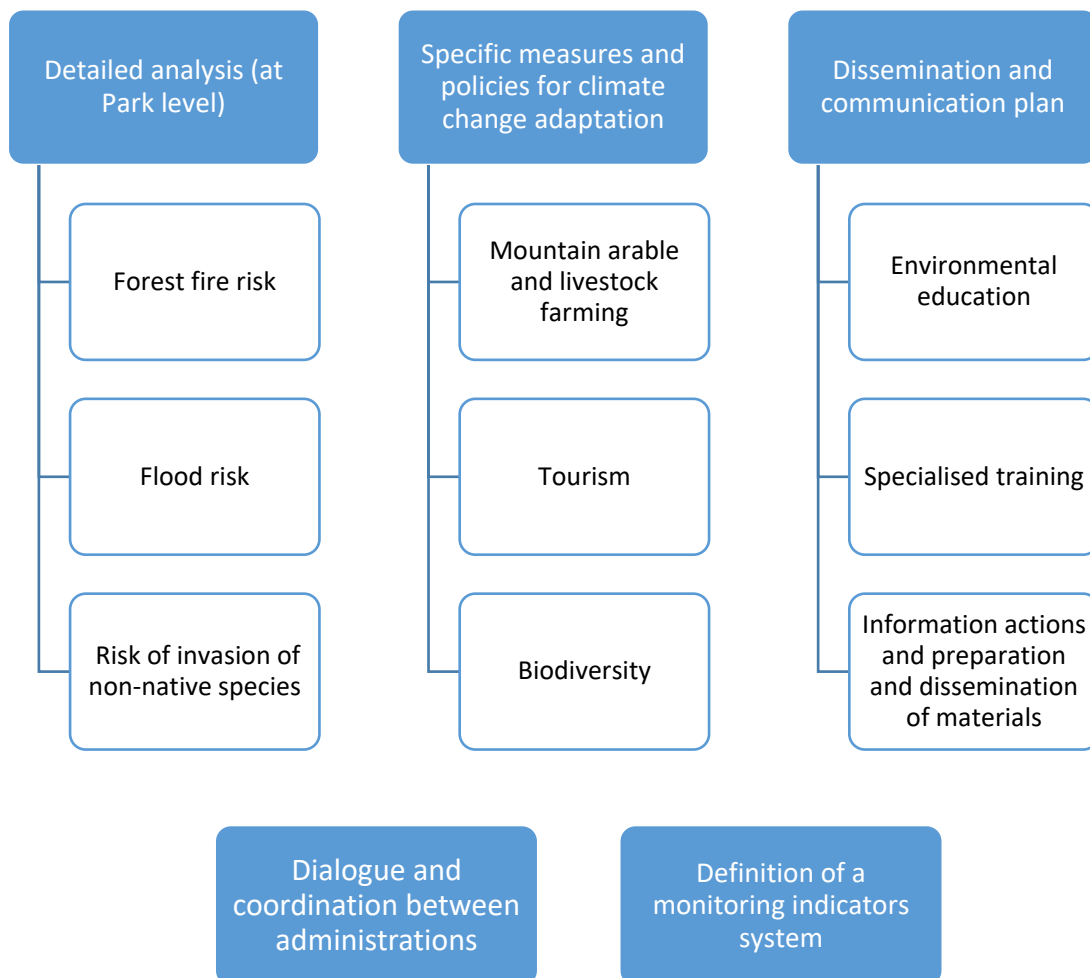 Detailed analysis (at
Park level)
Forest fire risk
Flood risk
Risk of invasion of
non-native species
Specific measures and
policies for climate
change adaptation
Mountain arable
and livestock
farming
Tourism
Biodiversity
Dissemination and
communication plan
Environmental
education
Specialised training
Information actions
and preparation
and dissemination
of materials
Dialogue and
coordination between
administrations
Definition of a
monitoring indicators
system